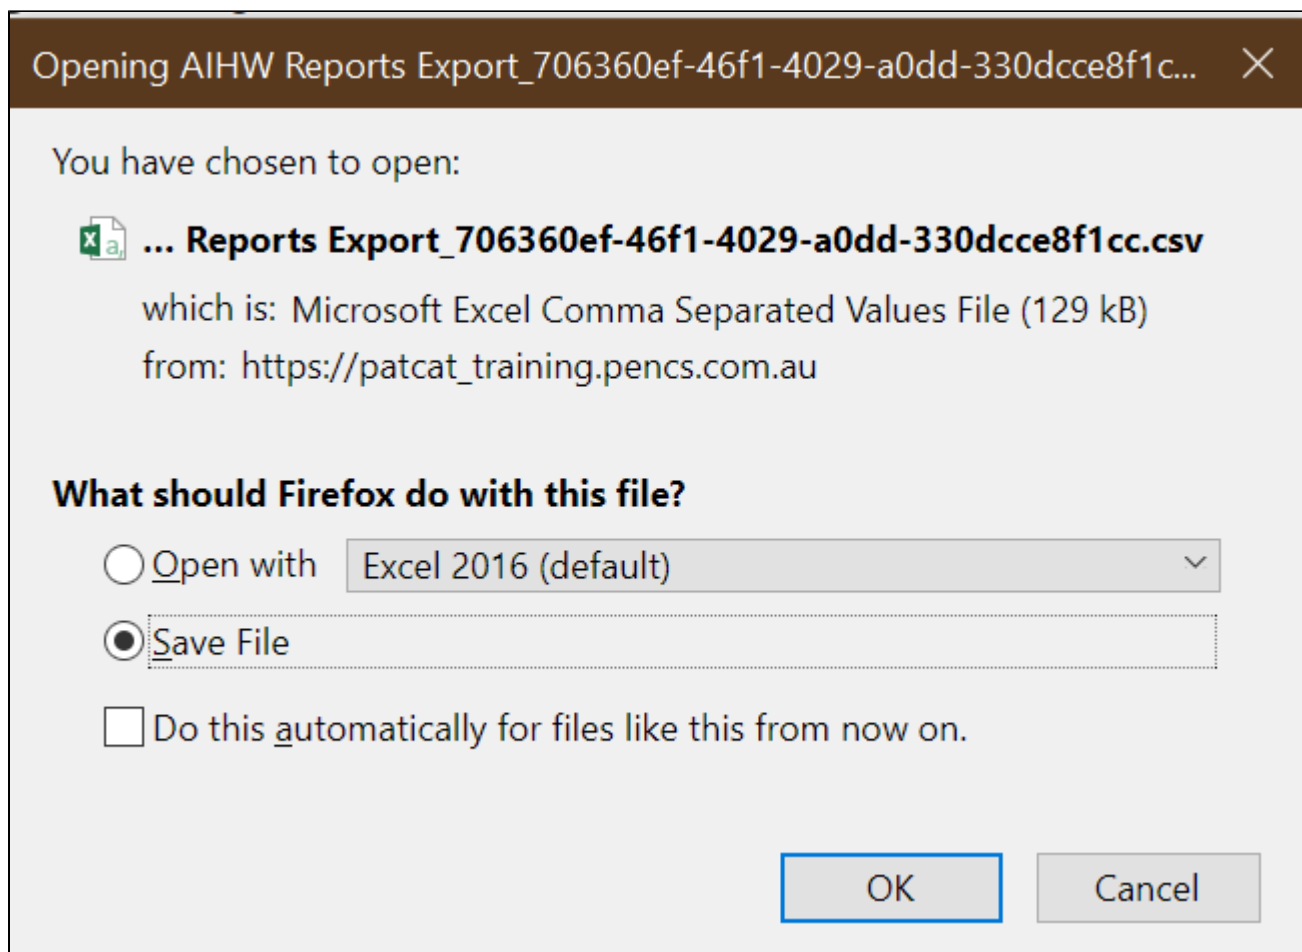 Opening AIHW Reports Export_706360ef-46f1-4029-a0dd-330dcce8f1c...
You have chosen to open:
... Reports Export_706360ef-46f1-4029-a0dd-330dcce8f1cc.csv
which is: Microsoft Excel Comma Separated Values File (129 kB)
from: https://patcat_training.pencs.com.au
What should Firefox do with this file?
Open with Excel 2016 (default)
Save File
Do this automatically for files like this from now on.
OK Cancel